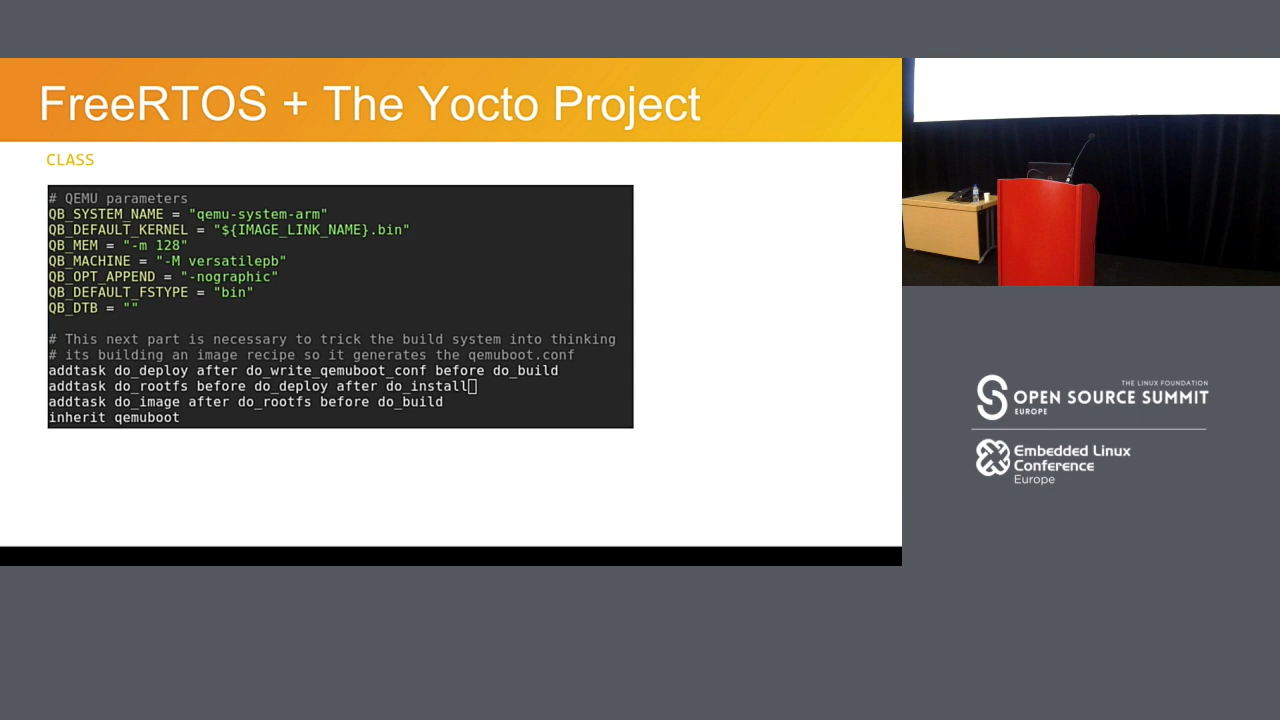 FreeRTOS + The Yocto Project
CLASS
# QEMU parameters
QB_SYSTEM_NAME = "qemu-system-arm"
QB_DEFAULT_KERNEL = "${IMAGE_LINK_NAME}.bin"
QB_MEM = "-m 128"
QB_MACHINE = "-M versatilepb"
QB_OPT_APPEND = "-nographic"
QB_DEFAULT_FSTYPE = "bin"
QB_DTB = ""
# This next part is necessary to trick the build system into thinking
# its building an image recipe so it generates the qemuboot.conf
addtask do_deploy after do_write_qemuboot_conf before do_build
addtask do_rootfs before do_deploy after do_install
addtask do_image after do_rootfs before do_build
inherit qemuboot
THE LINUX FOUNDATION
OPEN SOURCE SUMMIT
EUROPE
Embedded Linux
Conference
Europe